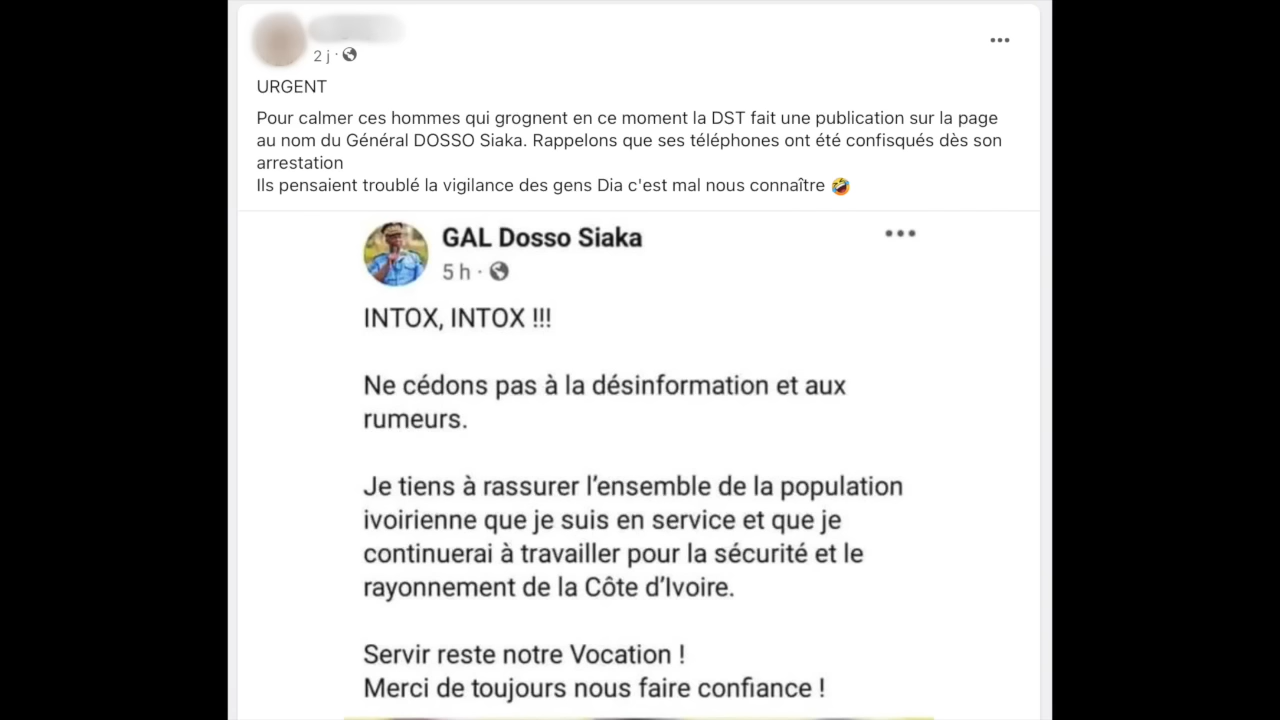 2 j ·
URGENT
Pour calmer ces hommes qui grognent en ce moment la DST fait une publication sur la page
au nom du Général DOSSO Siaka. Rappelons que ses téléphones ont été confisqués dès son
arrestation
Ils pensaient troublé la vigilance des gens Dia c'est mal nous connaître 🤣
GAL Dosso Siaka
5 h ·
INTOX, INTOX !!!
Ne cédons pas à la désinformation et aux
rumeurs.
Je tiens à rassurer l’ensemble de la population
ivoirienne que je suis en service et que je
continuerai à travailler pour la sécurité et le
rayonnement de la Côte d’Ivoire.
Servir reste notre Vocation !
Merci de toujours nous faire confiance !